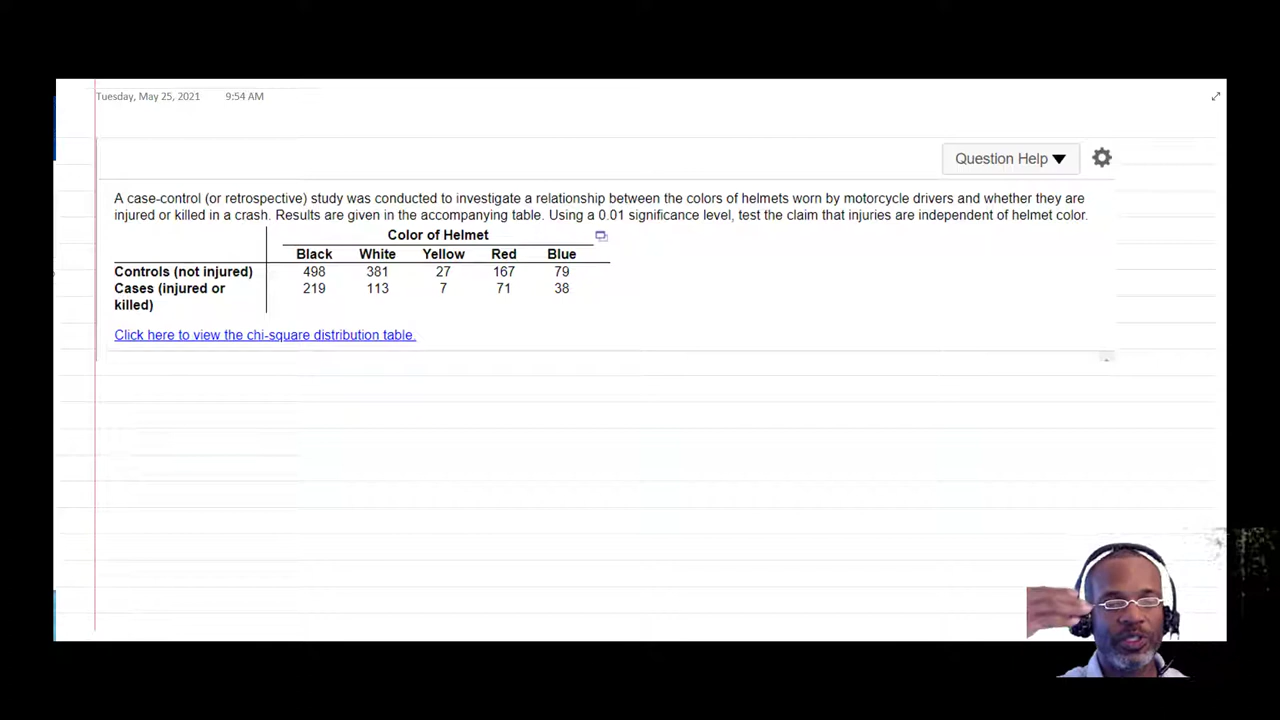 Tuesday, May 25, 2021 9:54 AM
Question Help
A case-control (or retrospective) study was conducted to investigate a relationship between the colors of helmets worn by motorcycle drivers and whether they are
injured or killed in a crash. Results are given in the accompanying table. Using a 0.01 significance level, test the claim that injuries are independent of helmet color.
Color of Helmet
Black White Yellow Red Blue
Controls (not injured) 498 381 27 167 79
Cases (injured or 219 113 7 71 38
killed)
Click here to view the chi-square distribution table.